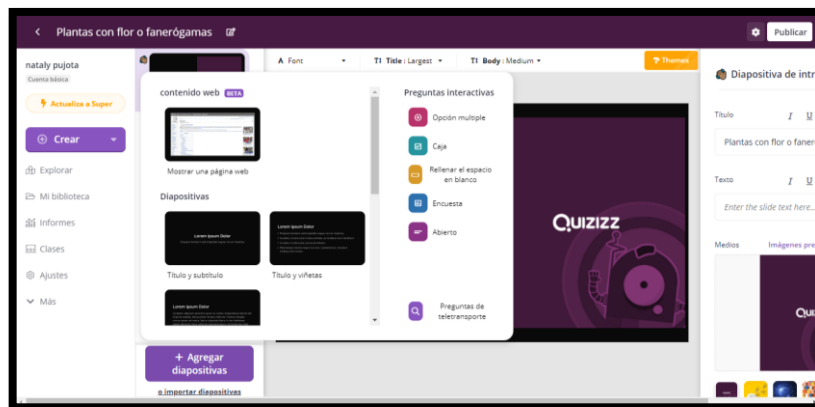 Plantas con flor o fanerógamas
Publicar
nataly pujota
Cuenta básica
Actualiza a Super
Crear
Explorar
Mi biblioteca
Informes
Clases
Ajustes
Más
A Font
TI Title : Largest
TI Body : Medium
Themes
contenido web BETA
Mostrar una página web
Diapositivas
Lorem Ipsum Dolor
Lorem Ipsum Dolor
Título y subtítulo
Título y viñetas
Lorem Ipsum Dolor
Preguntas interactivas
Opción multiple
Caja
Rellenar el espacio
en blanco
Encuesta
Abierto
Preguntas de
teletransporte
+ Agregar
diapositivas
o importar diapositivas
QUIZIZZ
Diapositiva de intr
Título
I U
Plantas con flor o faner
Texto
I U
Enter the slide text here...
Medios
Imágenes pre
Qu